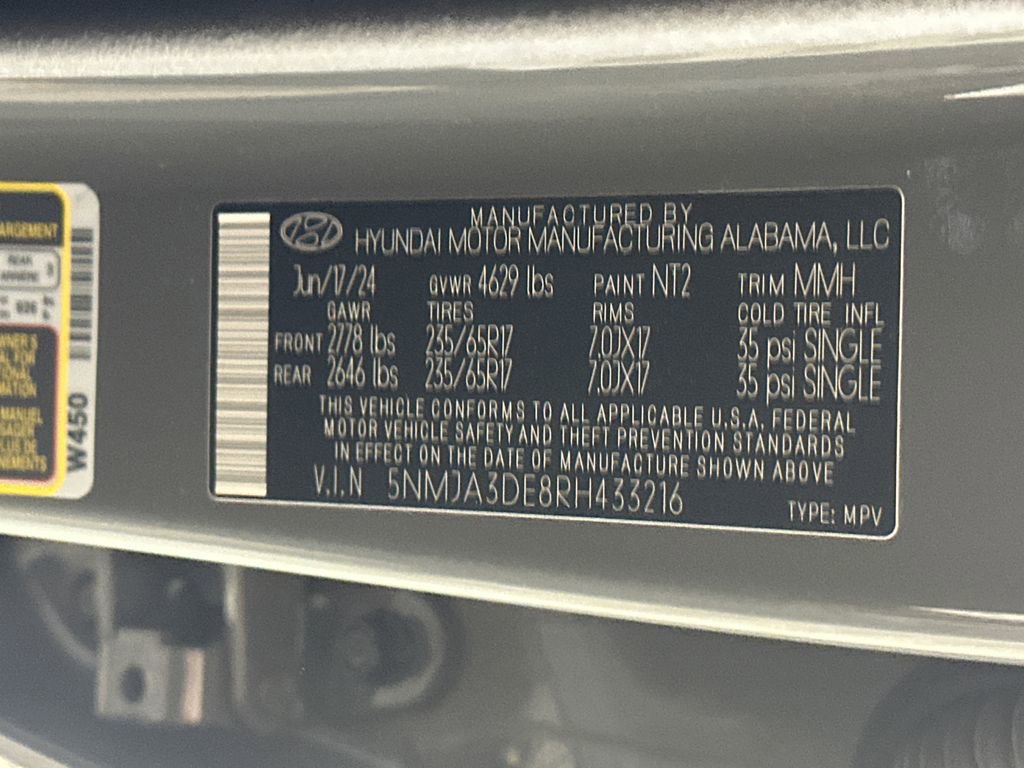 MANUFACTURED BY
HYUNDAI MOTOR MANUFACTURING ALABAMA, LLC
Jun/17/24 GVWR 4629 lbs PAINT NT2 TRIM MMH
GAWR TIRES RIMS COLD TIRE INFL
FRONT 2778 lbs 235/65R17 7.0JX17 35 psi SINGLE
REAR 2646 lbs 235/65R17 7.0JX17 35 psi SINGLE
THIS VEHICLE CONFORMS TO ALL APPLICABLE U.S.A. FEDERAL
MOTOR VEHICLE SAFETY AND THEFT PREVENTION STANDARDS
IN EFFECT ON THE DATE OF MANUFACTURE SHOWN ABOVE
V.I.N 5NMJA3DE8RH433216
TYPE: MPV
REAR
3
MANUEL
W450